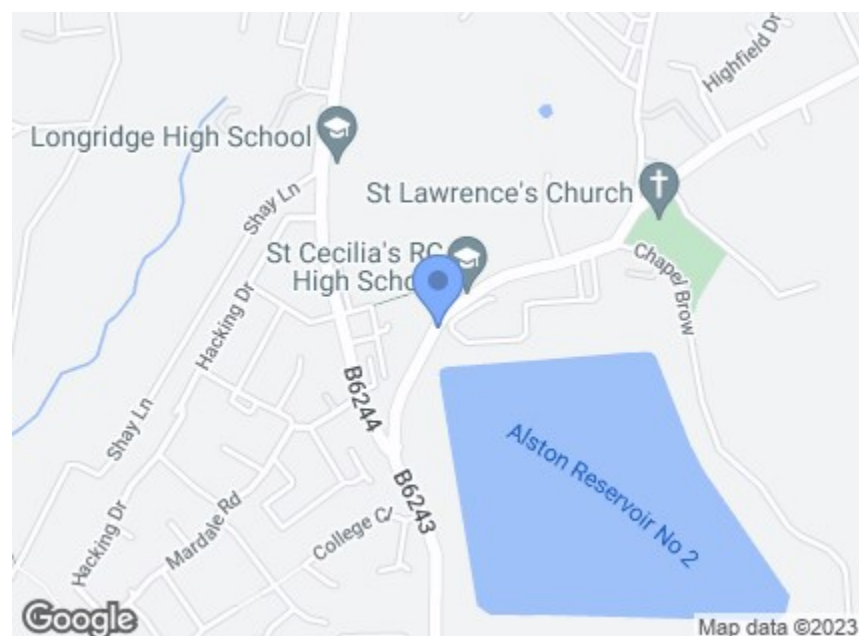 Highfield Dr
Longridge High School
Shay Ln
St Lawrence's Church
St Cecilia's RC
High
Chapel Brow
Hacking Dr
B6244
Shay Ln
Alston Reservoir No 2
B6243
Mardale Rd
College
Hacking Dr
Google
Map data ©2023